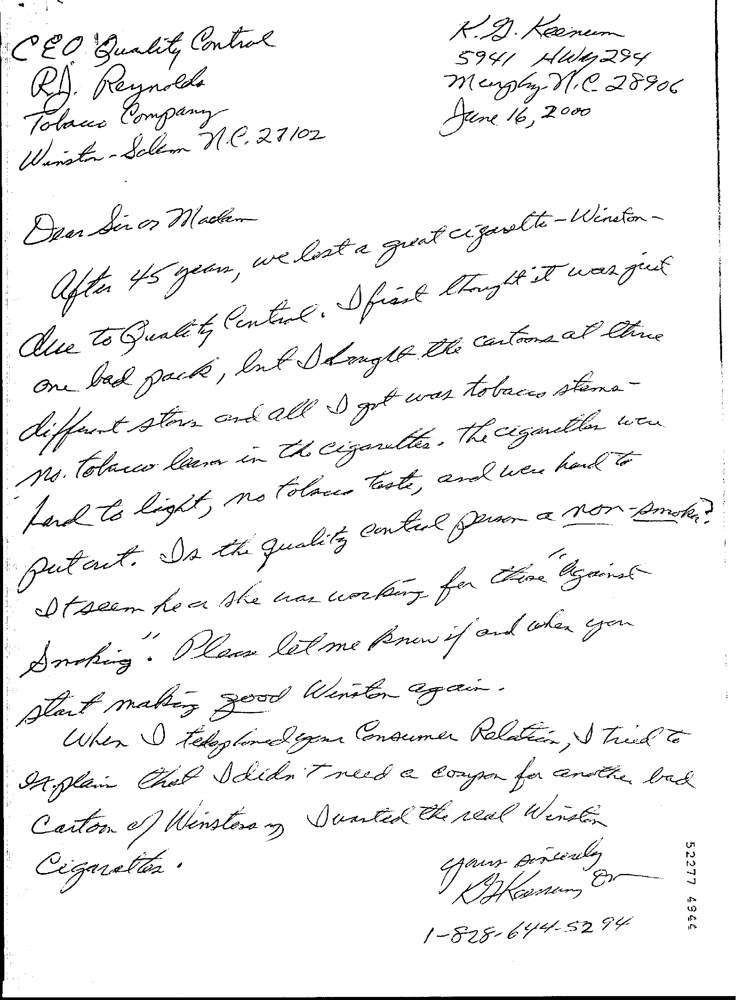 CEO Quality Control
R.J. Reynolds
Tobacco Company
Winston-Salem N.C. 27102
K. G. Keenum
5941 HWy 294
Murphy N.C. 28906
June 16, 2000
Dear Sir or Madam
After 45 years, we lost a great cigarette - Winston -
due to Quality Control. I first thought it was just
one bad pack, but I bought the cartoons at three
different stores and all I got was tobacco stems -
no. tobacco leaves in the cigarettes. The cigarettes were
hard to light, no tobacco taste, and were hard to
put out. Is the quality control person a non-smoker?
It seem he or she was working for those "Against
Smoking". Please let me know if and when you
start making good Winston again.
When I telephoned your Consumer Relation, I tried to
explain that I didn't need a coupon for another bad
Cartoon of Winstons I wanted the real Winston
Cigarettes.
yours sincerely
KG Keenum
1-828-644-5294
52277 4944